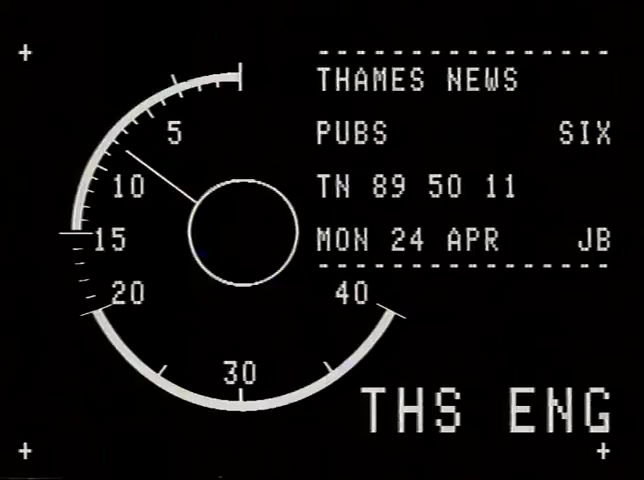 THAMES NEWS
PUBS SIX
TN 89 50 11
MON 24 APR JB
5
10
15
20
30
40
THS ENG